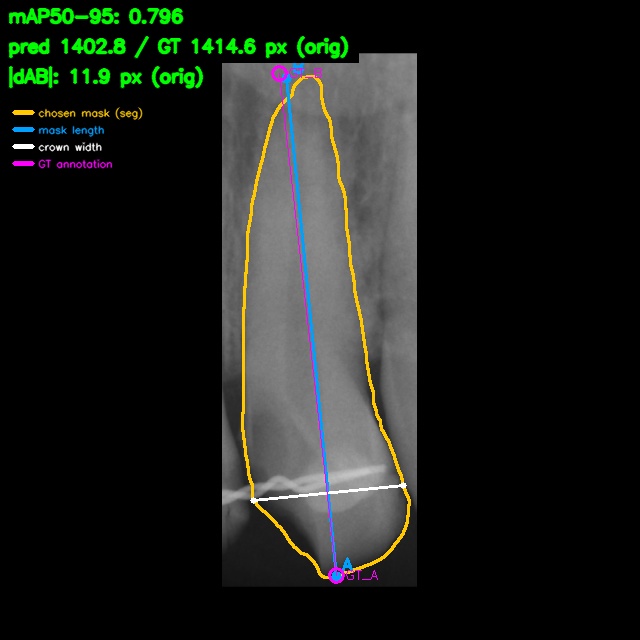 mAP50-95: 0.796
pred 1402.8 / GT 1414.6 px (orig)
|dAB|: 11.9 px (orig)
chosen mask (seg)
mask length
crown width
GT annotation
A
GT_A